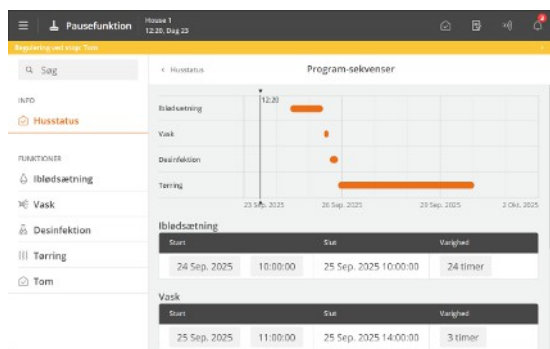 Pausefunktion
House 1
12:20, Dag 23
Regulering ved stop: Tom
Søg
INFO
Husstatus
FUNKTIONER
Iblødsætning
Vask
Desinfektion
Tørring
Tom
< Husstatus
Program-sekvenser
12:20
Iblødsætning
Vask
Desinfektion
Tørring
23 Sep. 2025 26 Sep. 2025 29 Sep. 2025 2 Okt. 2025
Iblødsætning
Start Slut Varighed
24 Sep. 2025 10:00:00 25 Sep. 2025 10:00:00 24 timer
Vask
Start Slut Varighed
25 Sep. 2025 11:00:00 25 Sep. 2025 14:00:00 3 timer